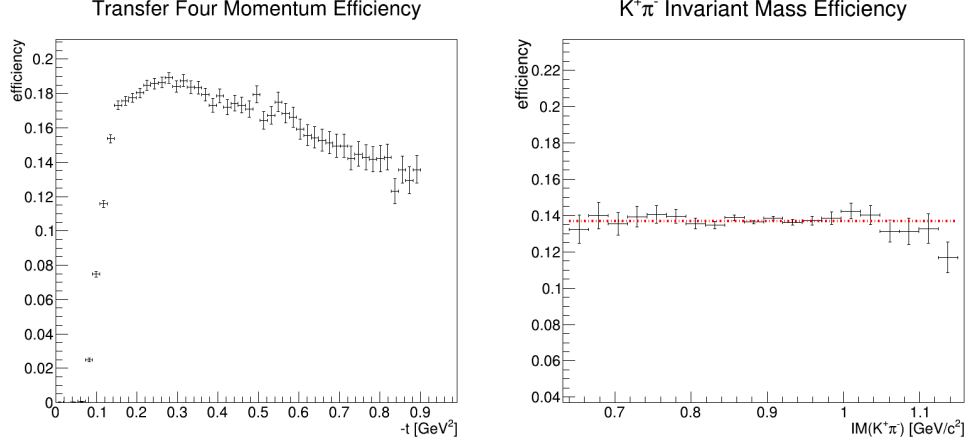 Transfer Four Momentum Efficiency
efficiency
0.2
0.18
0.16
0.14
0.12
0.1
0.08
0.06
0.04
0.02
0
0 0.1 0.2 0.3 0.4 0.5 0.6 0.7 0.8 0.9
-t [GeV²]
K⁺π⁻ Invariant Mass Efficiency
efficiency
0.22
0.2
0.18
0.16
0.14
0.12
0.1
0.08
0.06
0.04
0.7 0.8 0.9 1 1.1
IM(K⁺π⁻) [GeV/c²]